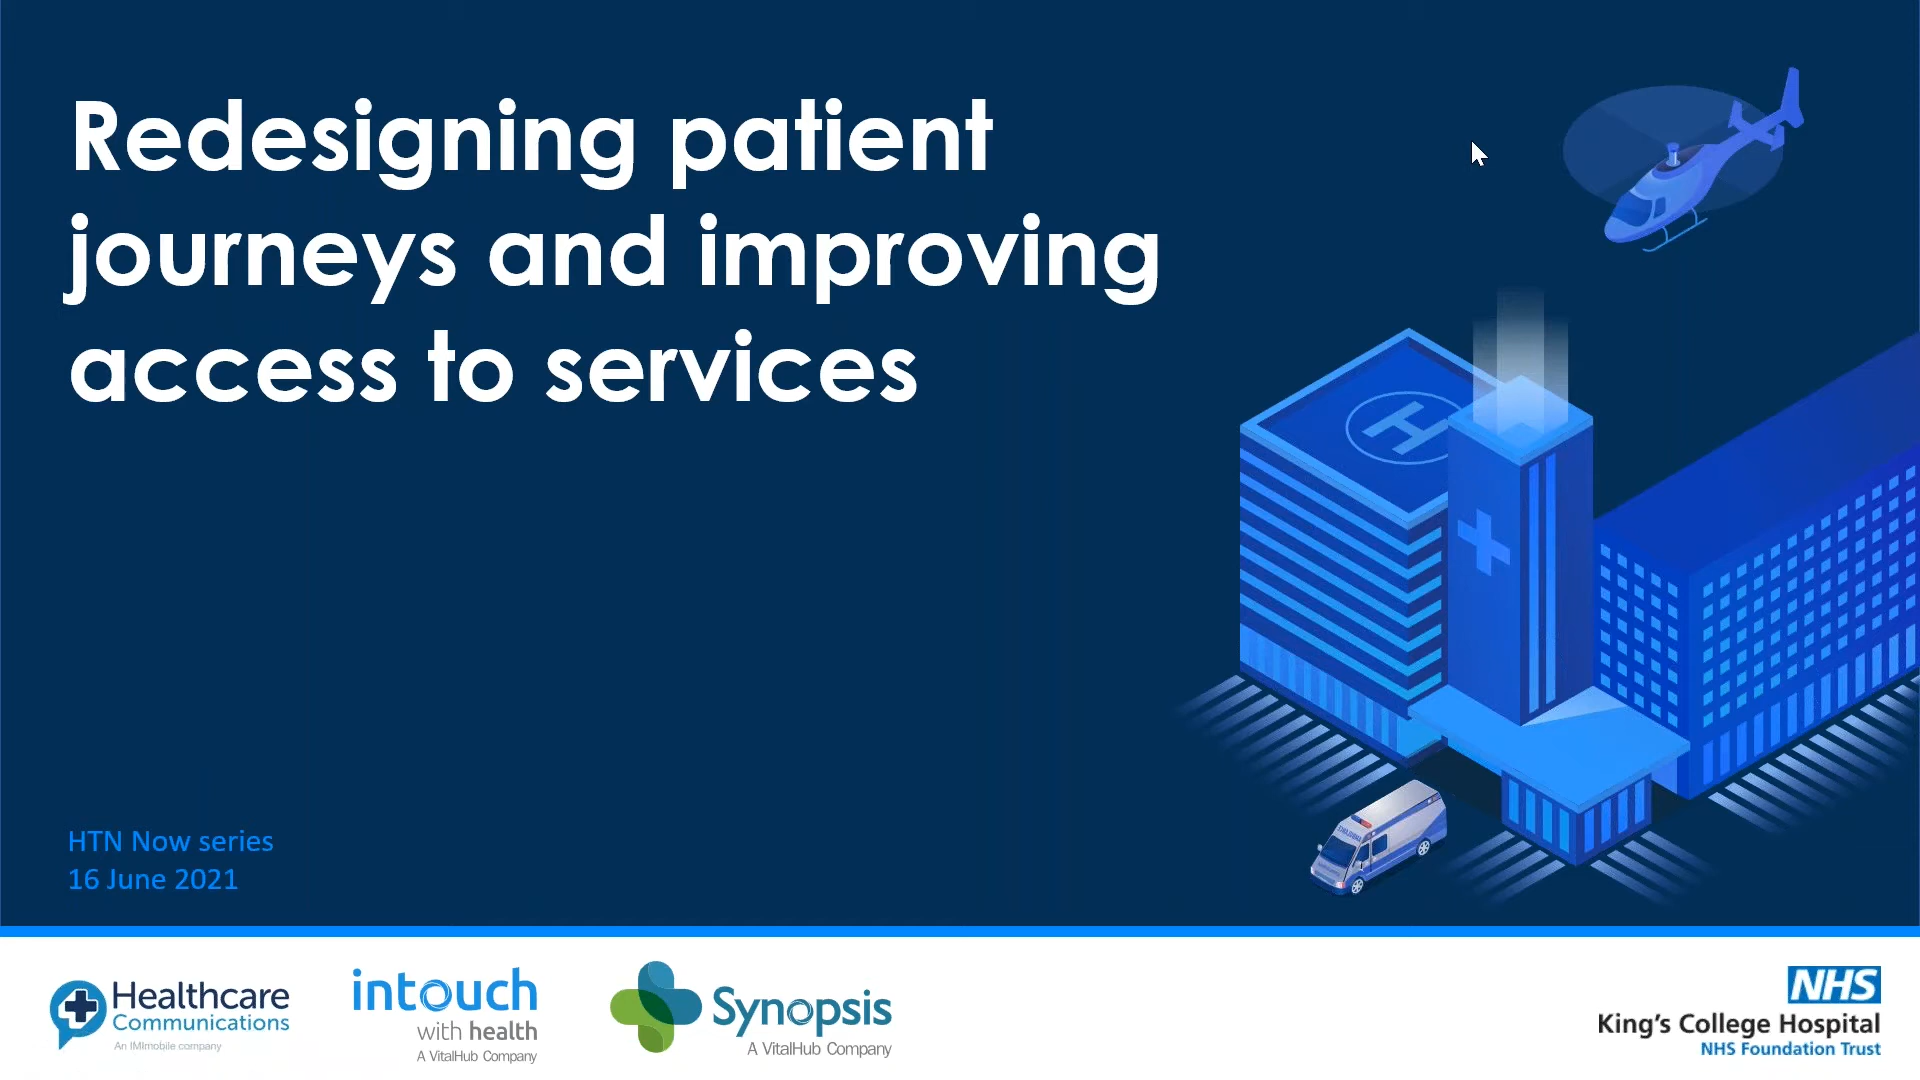 Redesigning patient
journeys and improving
access to services
H
HTN Now series
16 June 2021
Healthcare
Communications
An IMImobile company
intouch
with health
A VitalHub Company
Synopsis
A VitalHub Company
NHS
King's College Hospital
NHS Foundation Trust